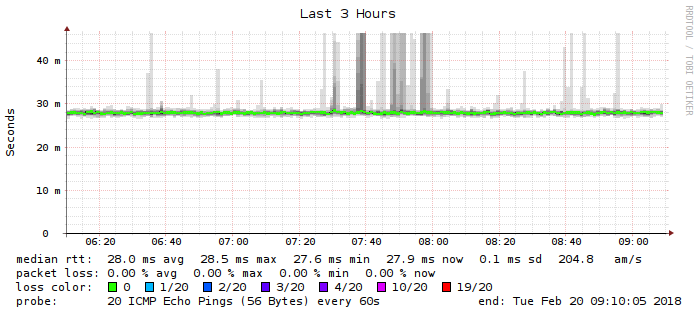 Last 3 Hours
RRDTOOL / TOBI OETIKER
Seconds
40 m
30 m
20 m
10 m
0
06:20 06:40 07:00 07:20 07:40 08:00 08:20 08:40 09:00
median rtt: 28.0 ms avg 28.5 ms max 27.6 ms min 27.9 ms now 0.1 ms sd 204.8 am/s
packet loss: 0.00 % avg 0.00 % max 0.00 % min 0.00 % now
loss color: 0 1/20 2/20 3/20 4/20 10/20 19/20
probe: 20 ICMP Echo Pings (56 Bytes) every 60s end: Tue Feb 20 09:10:05 2018